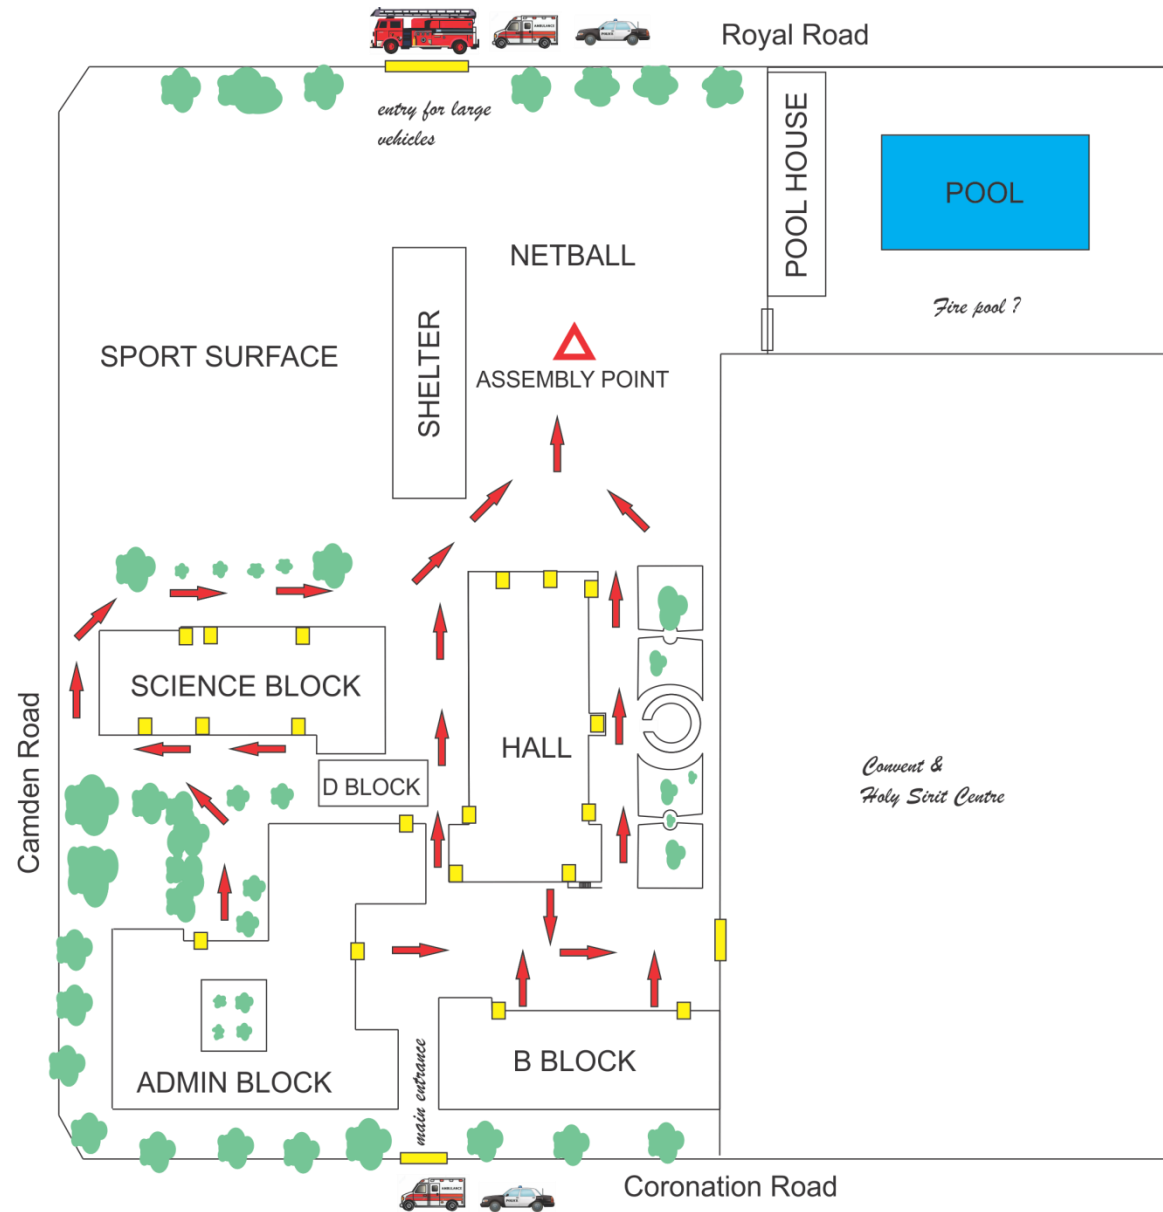 Royal Road
entry for large
vehicles
POOL HOUSE
POOL
NETBALL
Fire pool ?
SHELTER
SPORT SURFACE
ASSEMBLY POINT
SCIENCE BLOCK
Camden Road
HALL
D BLOCK
Convent &
Holy Sirit Centre
B BLOCK
ADMIN BLOCK
main entrance
Coronation Road